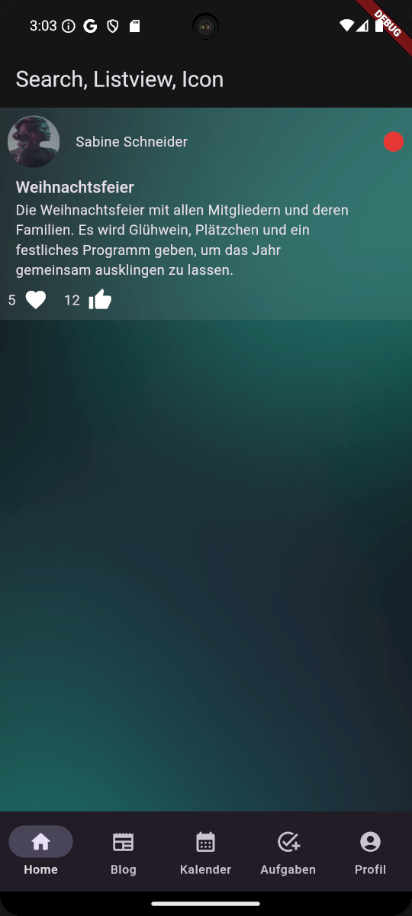 3:03
DEBUG
Search, Listview, Icon
Sabine Schneider
Weihnachtsfeier
Die Weihnachtsfeier mit allen Mitgliedern und deren
Familien. Es wird Glühwein, Plätzchen und ein
festliches Programm geben, um das Jahr
gemeinsam ausklingen zu lassen.
5 12
Home Blog Kalender Aufgaben Profil